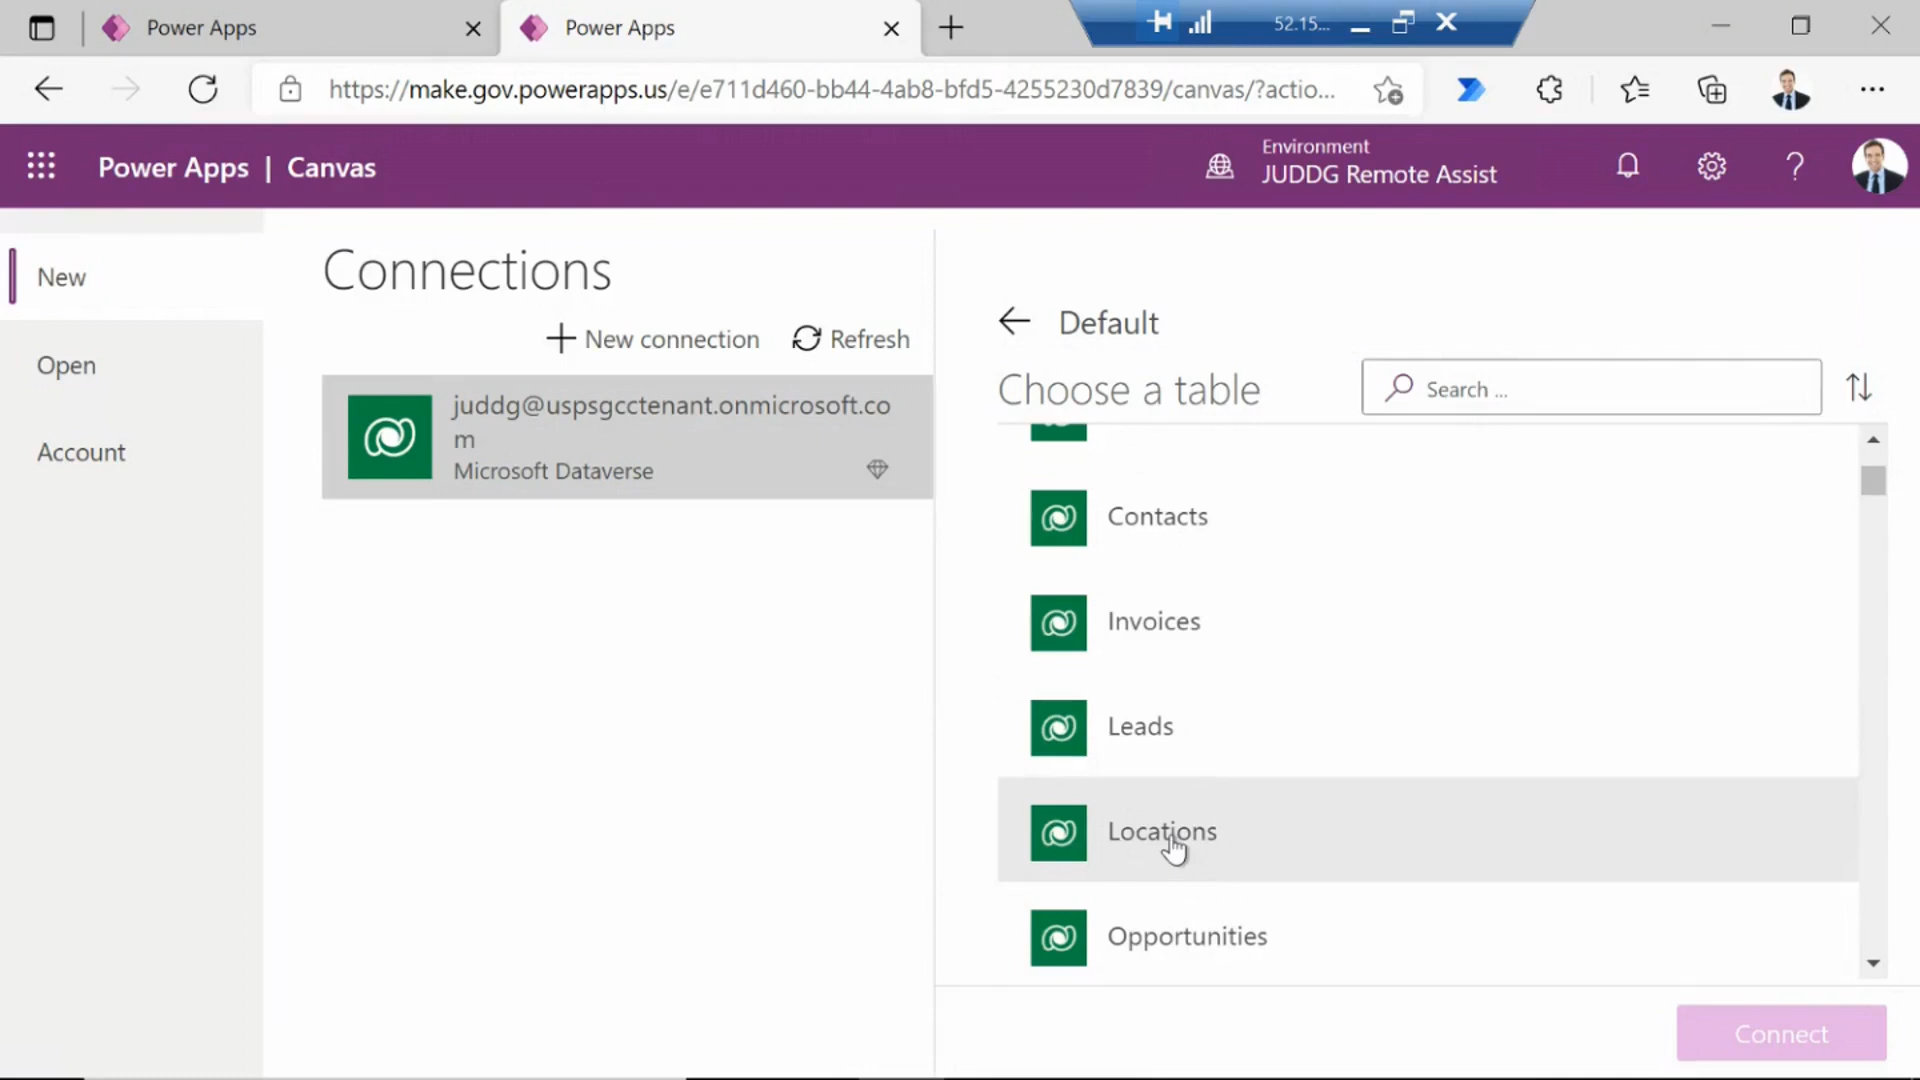 Power Apps
Power Apps
52.15...
https://make.gov.powerapps.us/e/e711d460-bb44-4ab8-bfd5-4255230d7839/canvas/?actio...
Power Apps | Canvas
Environment
JUDDG Remote Assist
?
New
Open
Account
Connections
New connection
Refresh
juddg@uspsgcctenant.onmicrosoft.co
m
Microsoft Dataverse
Default
Choose a table
Search ...
Contacts
Invoices
Leads
Locations
Opportunities
Connect